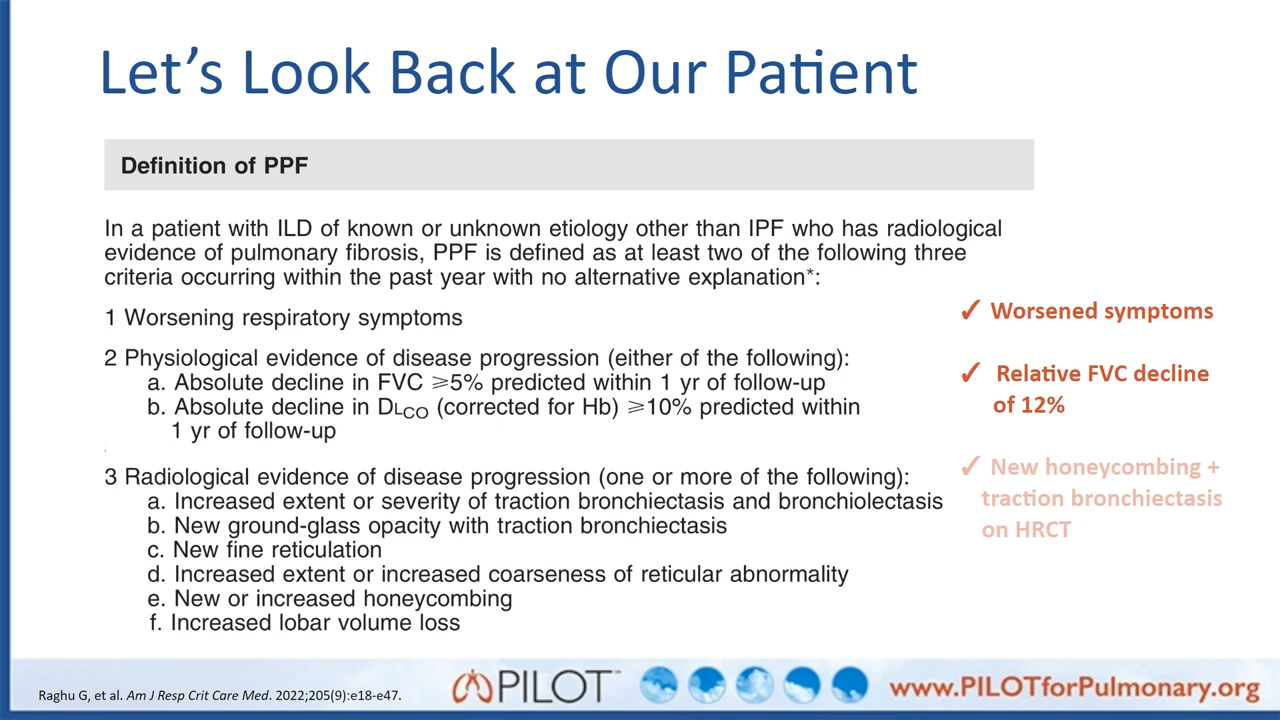 Let's Look Back at Our Patient
Definition of PPF
In a patient with ILD of known or unknown etiology other than IPF who has radiological
evidence of pulmonary fibrosis, PPF is defined as at least two of the following three
criteria occurring within the past year with no alternative explanation*:
1 Worsening respiratory symptoms
2 Physiological evidence of disease progression (either of the following):
a. Absolute decline in FVC ⩾5% predicted within 1 yr of follow-up
b. Absolute decline in DLCO (corrected for Hb) ⩾10% predicted within
1 yr of follow-up
3 Radiological evidence of disease progression (one or more of the following):
a. Increased extent or severity of traction bronchiectasis and bronchiolectasis
b. New ground-glass opacity with traction bronchiectasis
c. New fine reticulation
d. Increased extent or increased coarseness of reticular abnormality
e. New or increased honeycombing
f. Increased lobar volume loss
✓ Worsened symptoms
✓ Relative FVC decline
of 12%
✓ New honeycombing +
traction bronchiectasis
on HRCT
Raghu G, et al. Am J Resp Crit Care Med. 2022;205(9):e18-e47.
PILOT™
www.PILOTforPulmonary.org